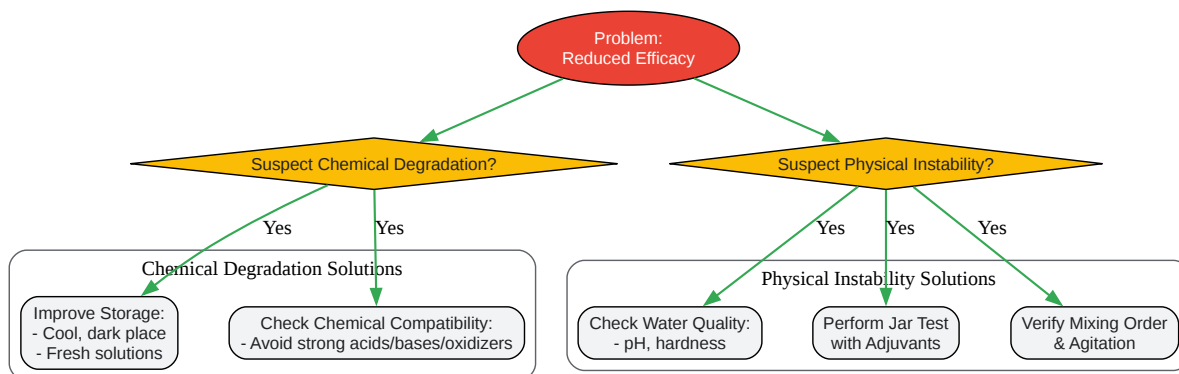 Problem:
Reduced Efficacy
Suspect Chemical Degradation?
Suspect Physical Instability?
Yes
Yes
Yes
Yes
Yes
Chemical Degradation Solutions
Physical Instability Solutions
Improve Storage:
- Cool, dark place
- Fresh solutions
Check Chemical Compatibility:
- Avoid strong acids/bases/oxidizers
Check Water Quality:
- pH, hardness
Perform Jar Test
with Adjuvants
Verify Mixing Order
& Agitation